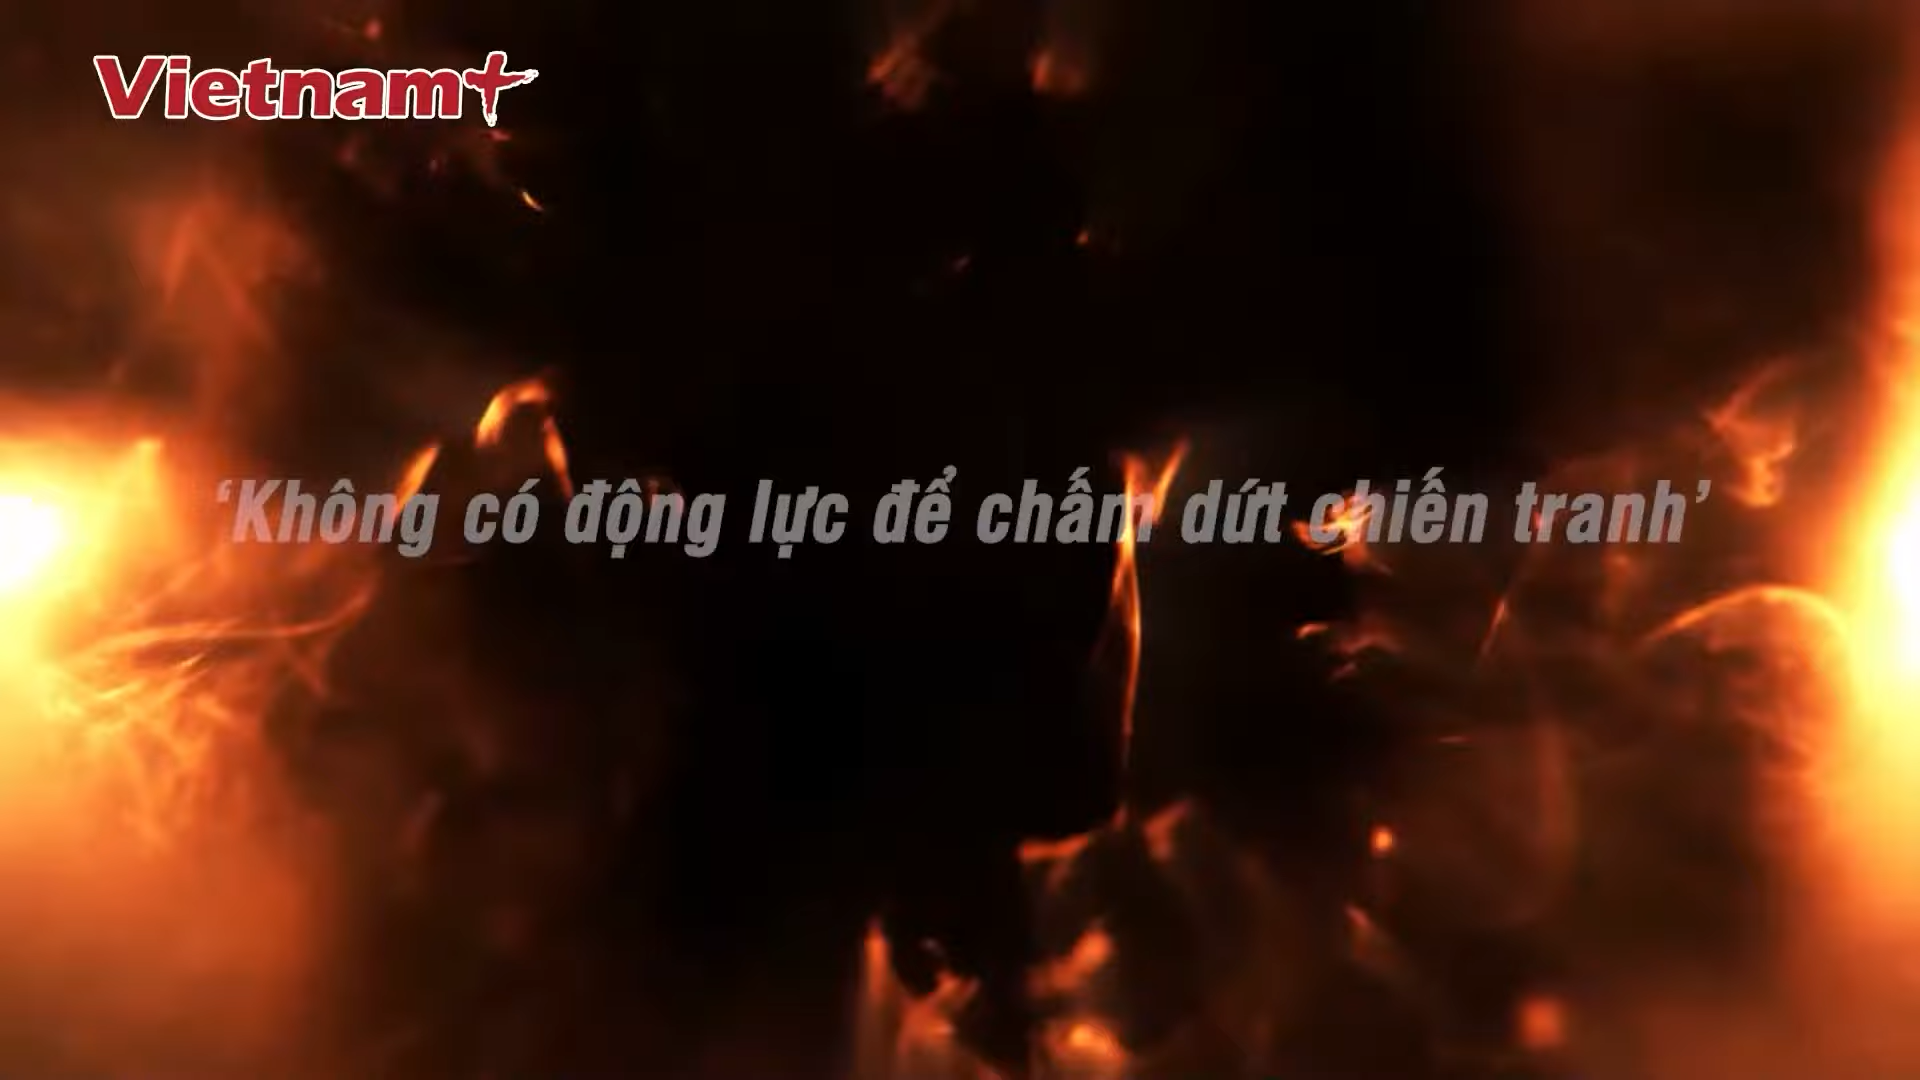 Vietnam+
‘Không có động lực để chấm dứt chiến tranh’